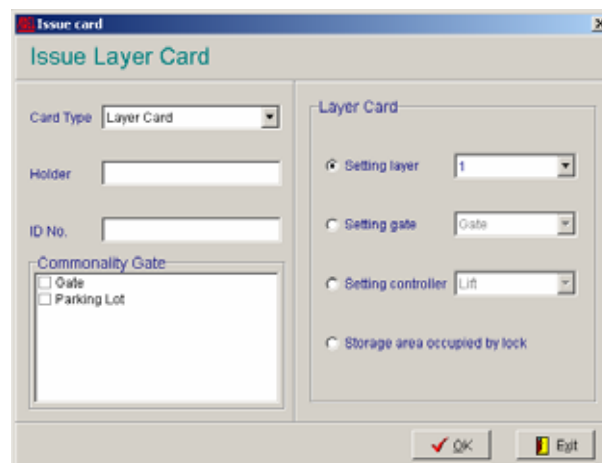 Issue card
Issue Layer Card
Card Type Layer Card
Holder
ID No.
Commonality Gate
Gate
Parking Lot
Layer Card
Setting layer 1
Setting gate Gate
Setting controller Lift
Storage area occupied by lock
OK Exit